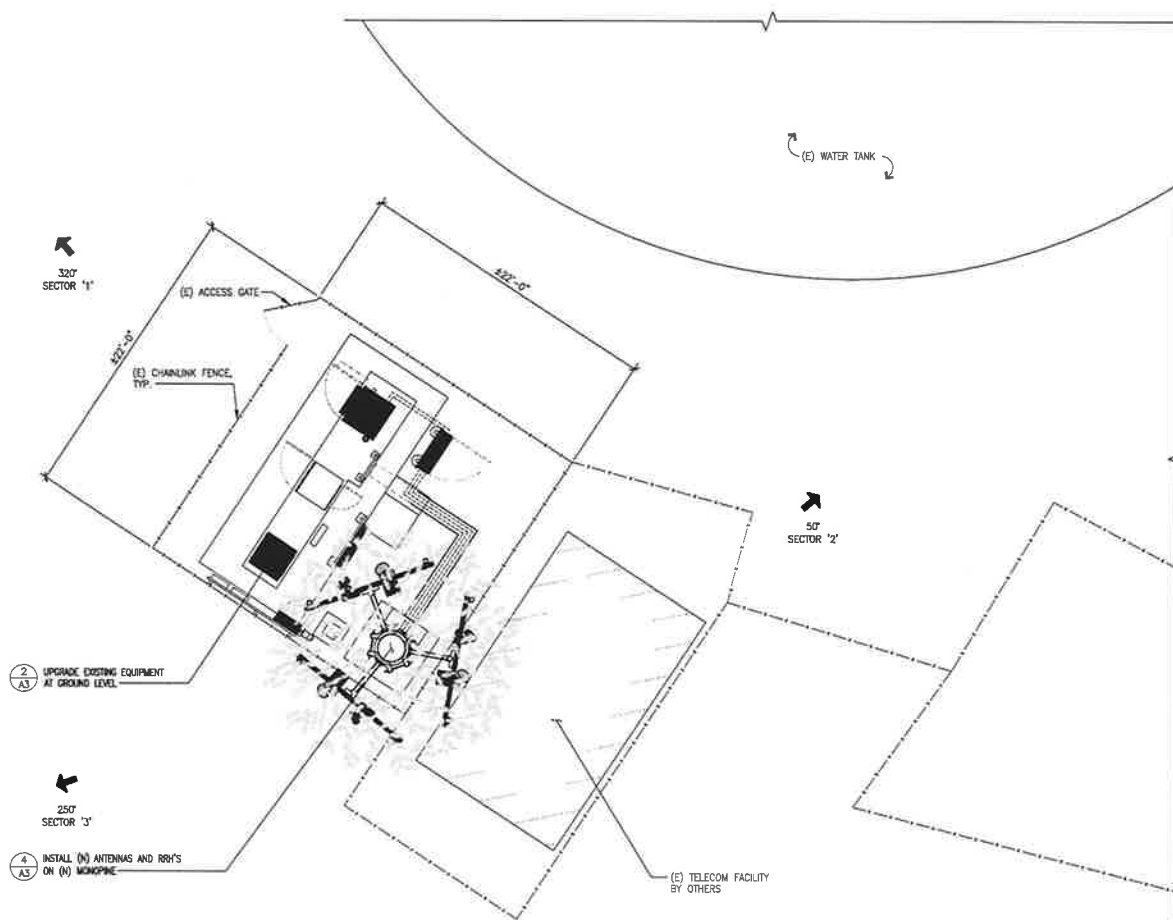 (E) WATER TANK
320°
SECTOR '1'
(E) ACCESS GATE
±22'-0"
±22'-0"
(E) CHAINLINK FENCE,
TYP.
50°
SECTOR '2'
2
A3
UPGRADE EXISTING EQUIPMENT
AT GROUND LEVEL
250°
SECTOR '3'
4
A3
INSTALL (N) ANTENNAS AND RRH'S
ON (N) MONOPINE
(E) TELECOM FACILITY
BY OTHERS